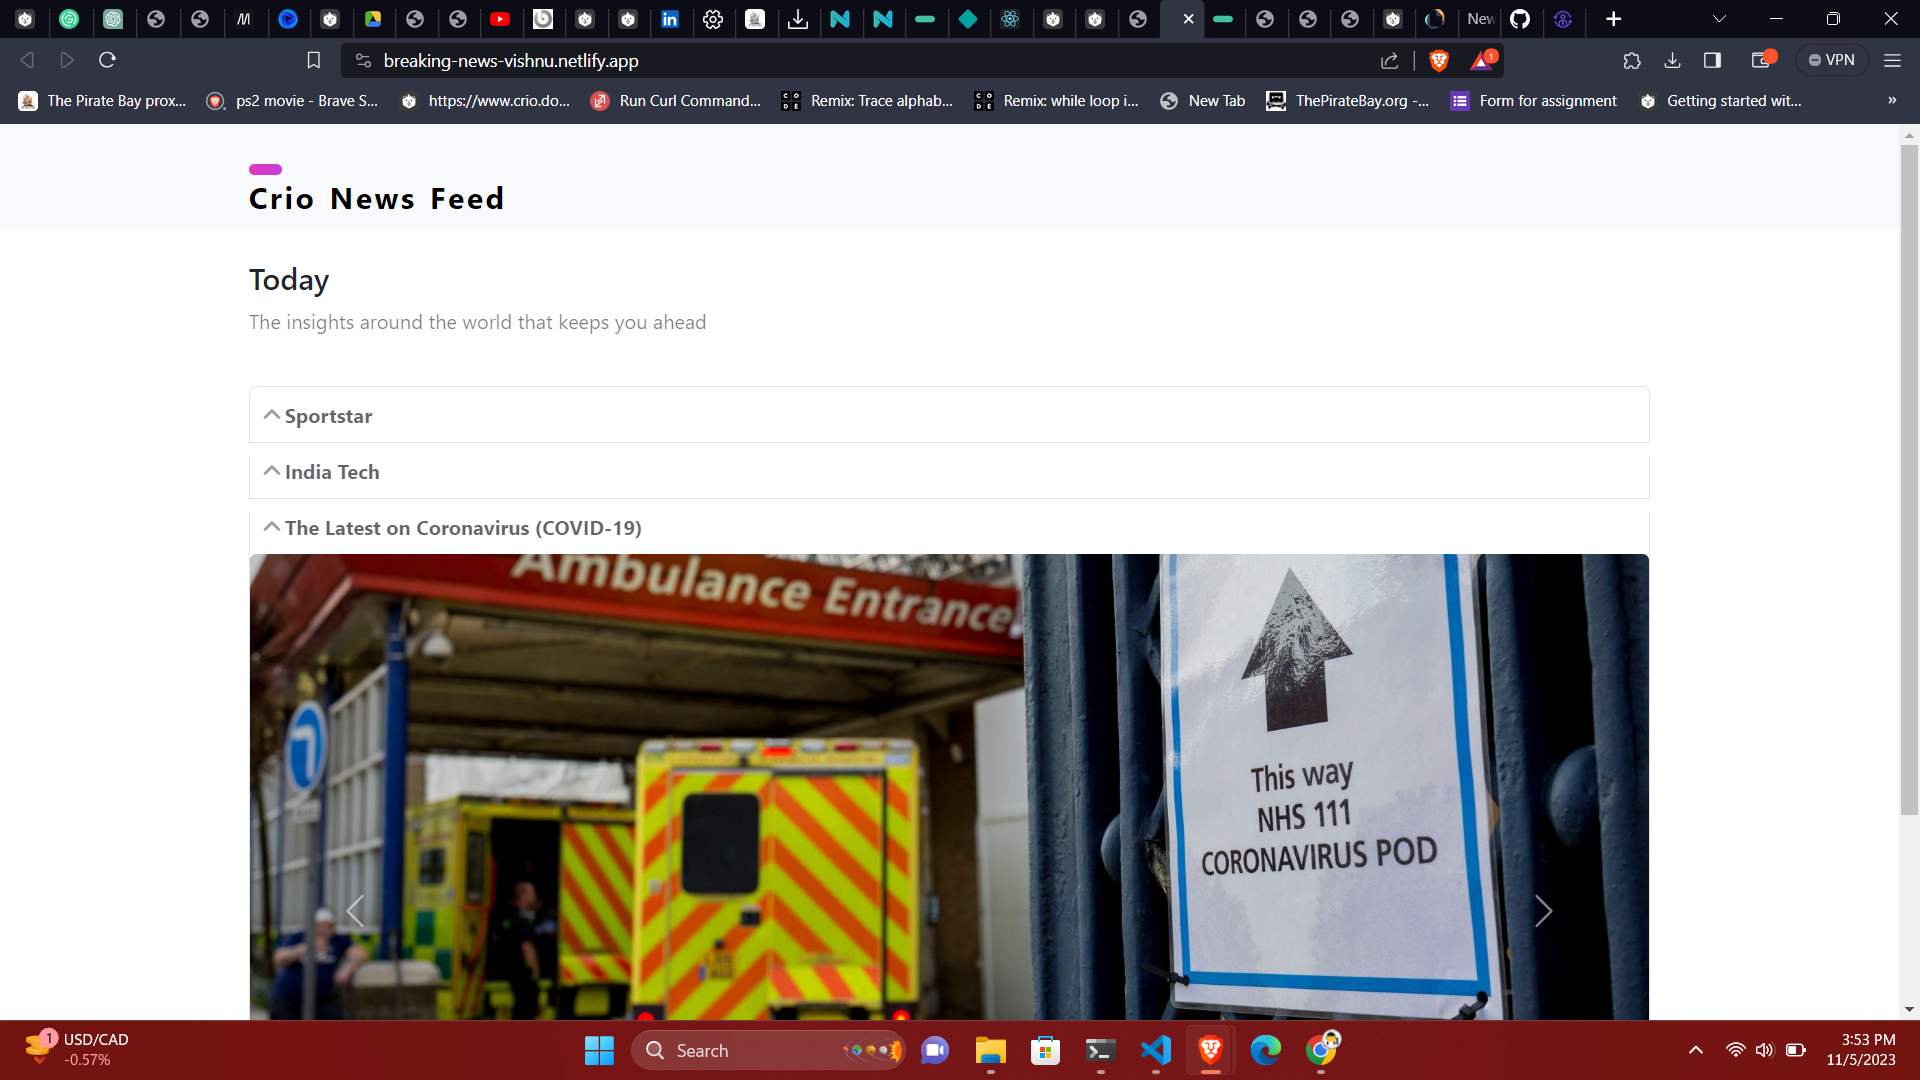 New
breaking-news-vishnu.netlify.app
1
VPN
The Pirate Bay prox...
ps2 movie - Brave S...
https://www.crio.do...
Run Curl Command...
Remix: Trace alphab...
Remix: while loop i...
New Tab
ThePirateBay.org -...
Form for assignment
Getting started wit...
»
Crio News Feed
Today
The insights around the world that keeps you ahead
Sportstar
India Tech
The Latest on Coronavirus (COVID-19)
Ambulance Entrance
This way
NHS 111
CORONAVIRUS POD
1
USD/CAD
-0.57%
Search
3:53 PM
11/5/2023